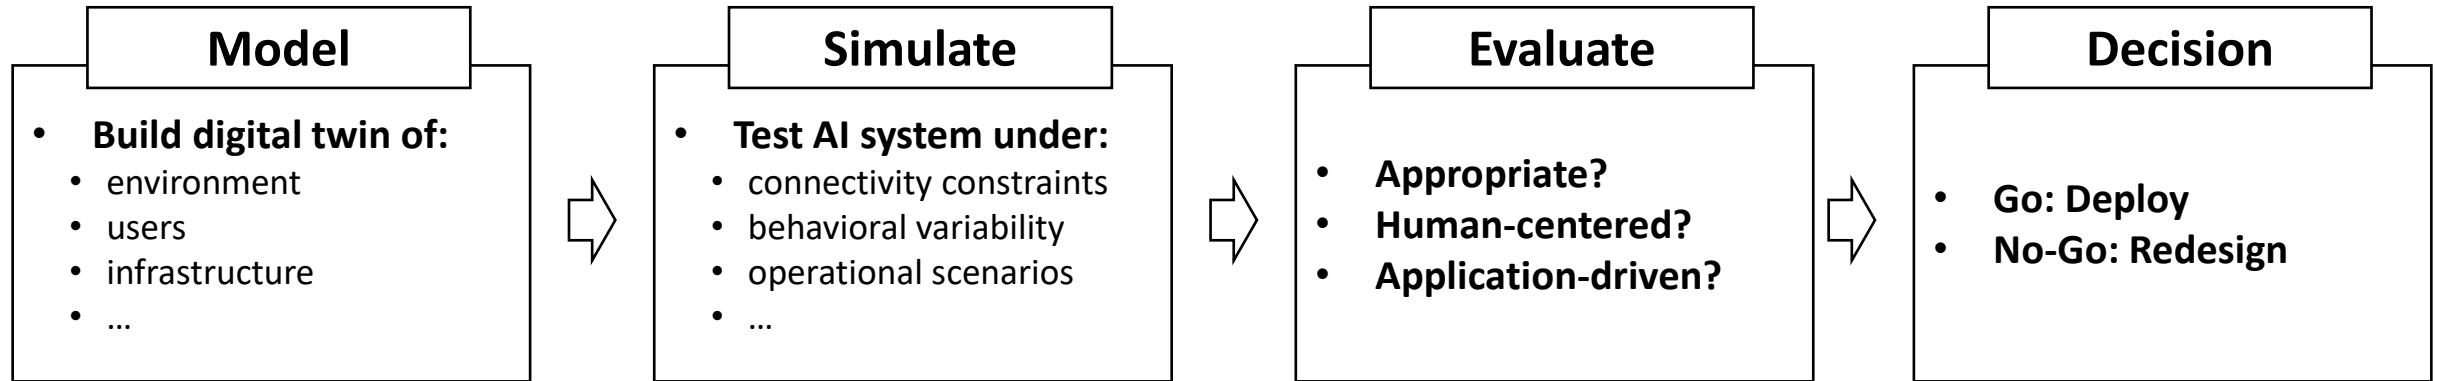 Model
• Build digital twin of:
• environment
• users
• infrastructure
• ...
Simulate
• Test AI system under:
• connectivity constraints
• behavioral variability
• operational scenarios
• ...
Evaluate
• Appropriate?
• Human-centered?
• Application-driven?
Decision
• Go: Deploy
• No-Go: Redesign